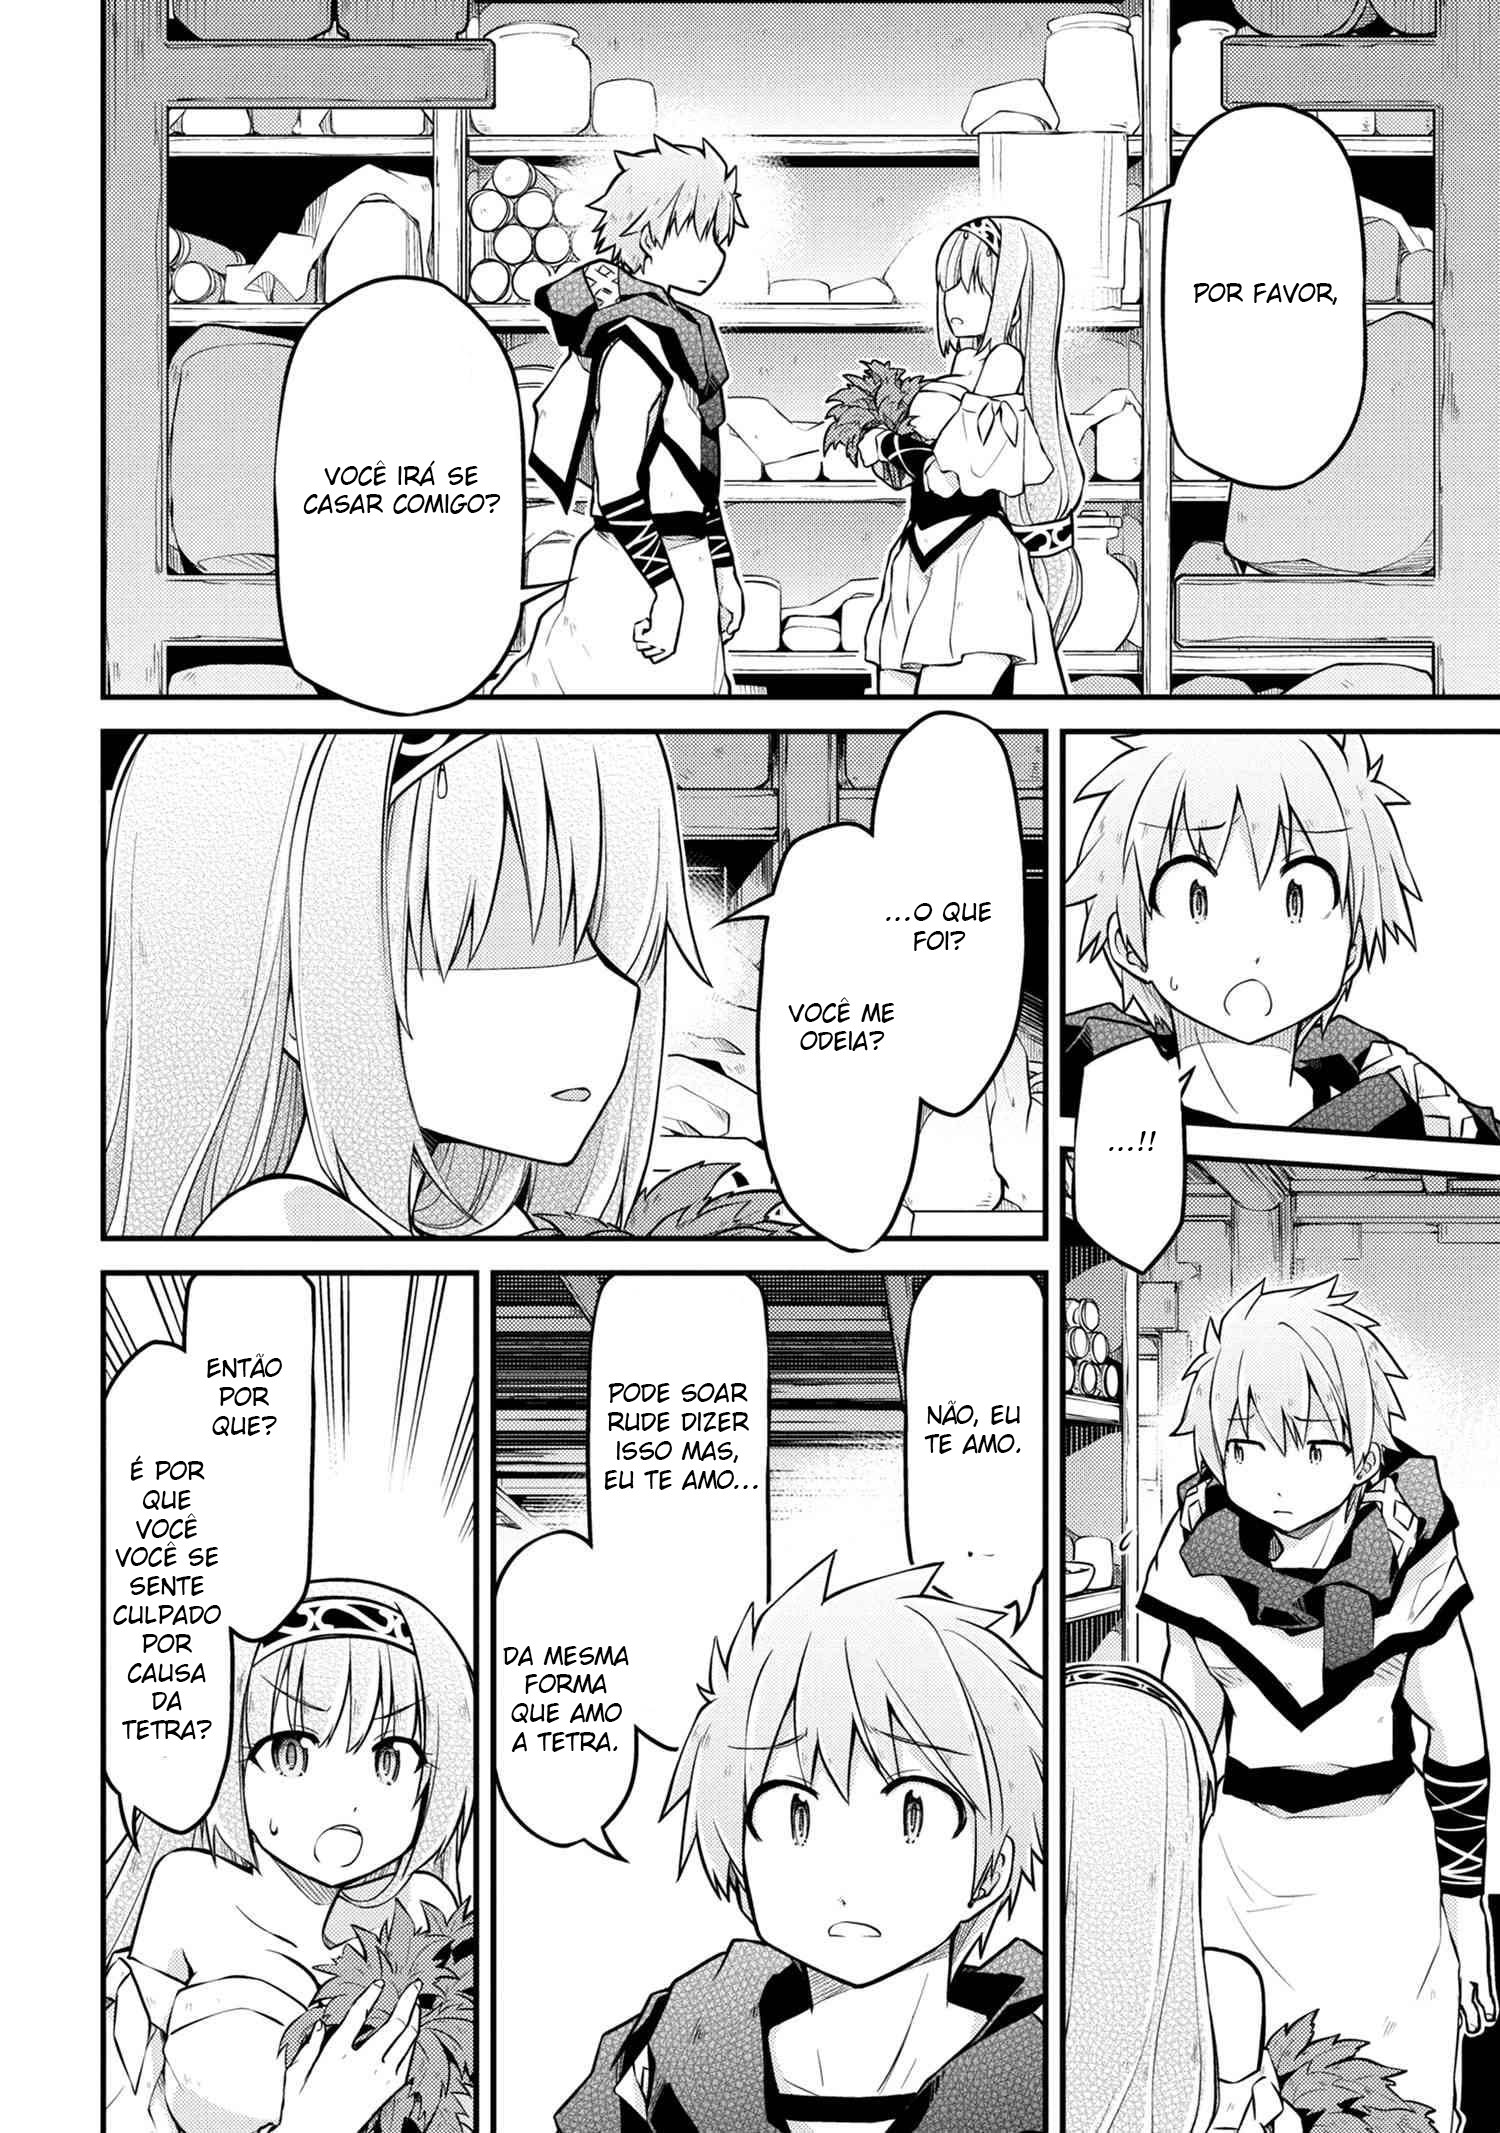 POR FAVOR,
VOCÊ IRÁ SE
CASAR COMIGO?
...!!
...O QUE
FOI?
VOCÊ ME
ODEIA?
NÃO, EU
TE AMO.
PODE SOAR
RUDE DIZER
ISSO MAS,
EU TE AMO...
DA MESMA
FORMA
QUE AMO
A TETRA.
ENTÃO
POR
QUE?
É POR
QUE
VOCÊ
VOCÊ SE
SENTE
CULPADO
POR
CAUSA
DA
TETRA?